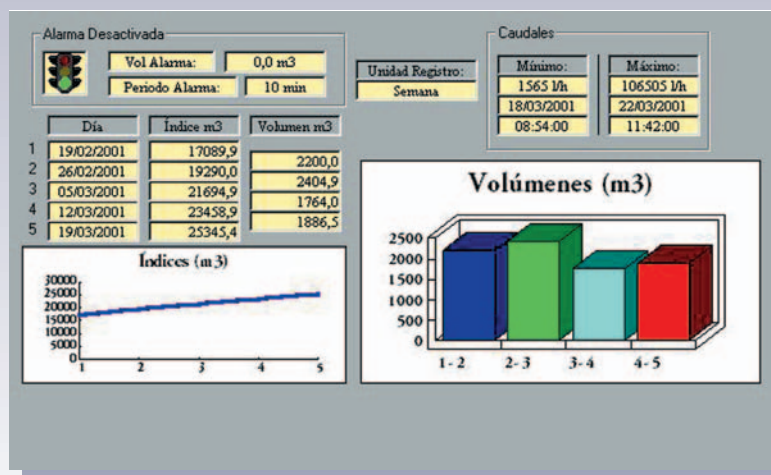 Alarma Desactivada
Vol Alarma: 0,0 m3
Periodo Alarma: 10 min
Unidad Registro:
Semana
Caudales
Mínimo: Máximo:
1565 l/h 106505 l/h
18/03/2001 22/03/2001
08:54:00 11:42:00
Día Índice m3 Volumen m3
1 19/02/2001 17089,9
2200,0
2 26/02/2001 19290,0
2404,9
3 05/03/2001 21694,9
1764,0
4 12/03/2001 23458,9
1886,5
5 19/03/2001 25345,4
Índices (m3)
30000
25000
20000
15000
10000
5000
0
1 2 3 4 5
Volúmenes (m3)
2500
2000
1500
1000
500
0
1-2 2-3 3-4 4-5